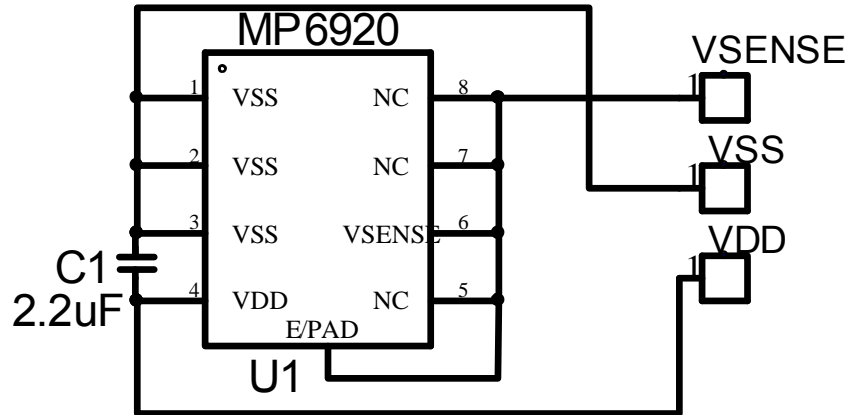 MP6920
VSENSE
1 VSS NC 8 1
2 VSS NC 7 VSS
1
3 VSS VSENSE 6
C1 VDD
2.2uF 4 VDD NC 5 1
E/PAD
U1